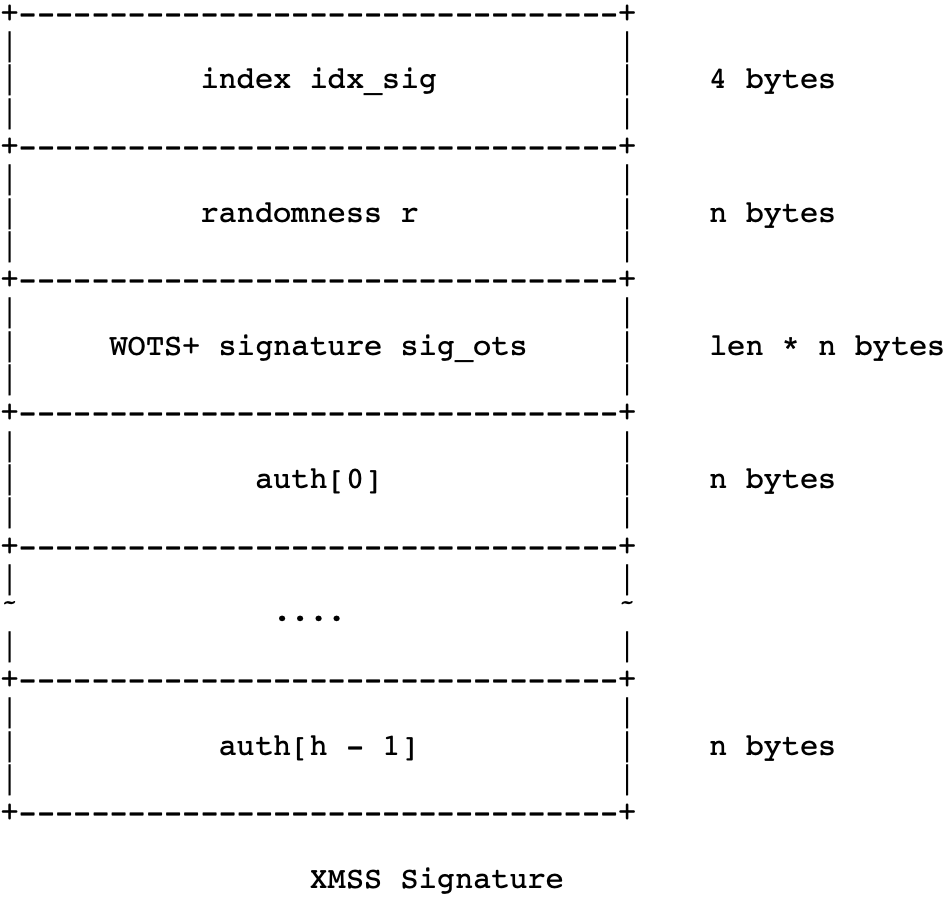 +---------------------------------+
|                                 |
|          index idx_sig          |    4 bytes
|                                 |
+---------------------------------+
|                                 |
|          randomness r           |    n bytes
|                                 |
+---------------------------------+
|                                 |
|     WOTS+ signature sig_ots     |    len * n bytes
|                                 |
+---------------------------------+
|                                 |
|             auth[0]             |    n bytes
|                                 |
+---------------------------------+
|                                 |
~              ....               ~
|                                 |
+---------------------------------+
|                                 |
|           auth[h - 1]           |    n bytes
|                                 |
+---------------------------------+
XMSS Signature